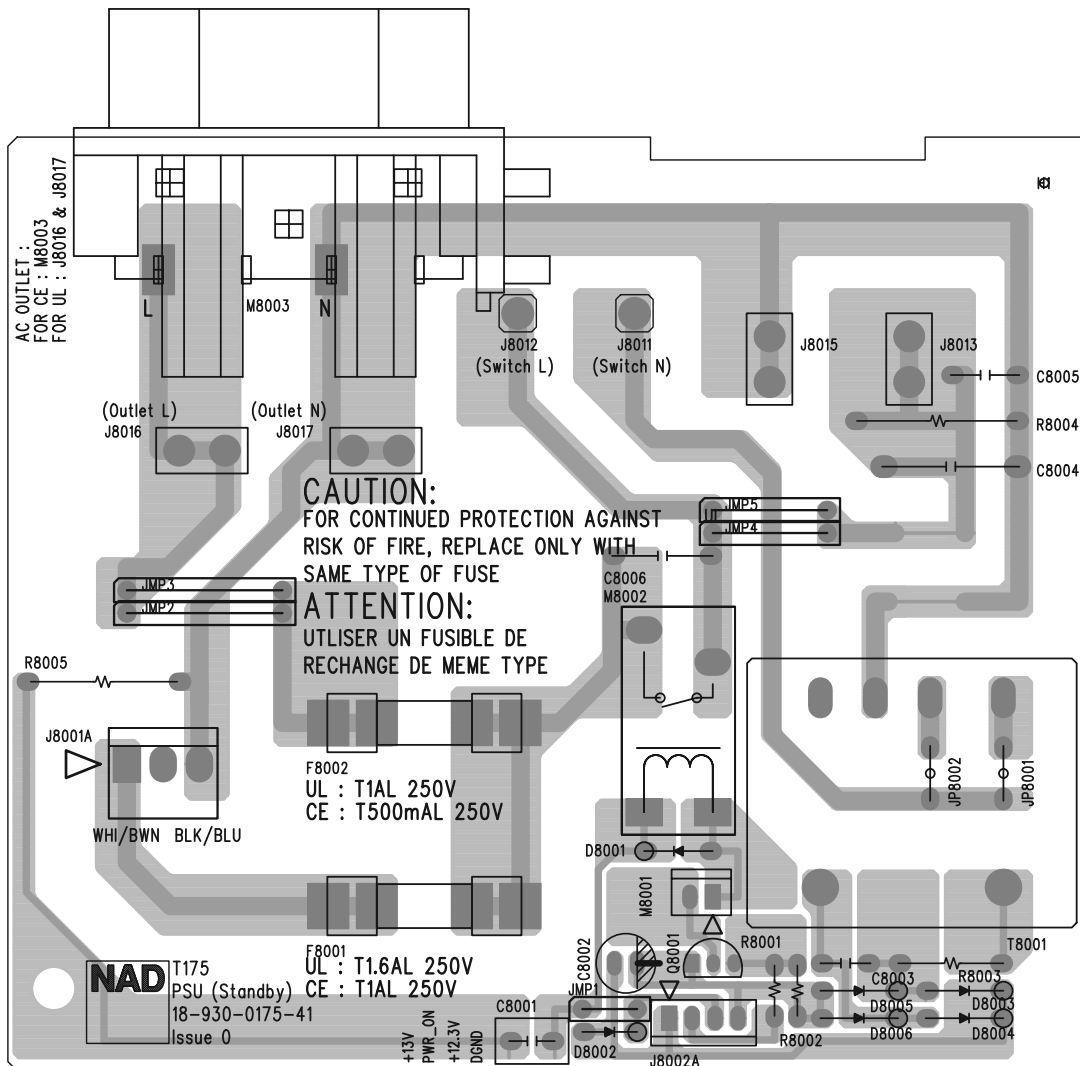 AC OUTLET :
FOR CE : M8003
FOR UL : J8016 & J8017
L
M8003
N
J8012
(Switch L)
J8011
(Switch N)
J8015
J8013
C8005
R8004
C8004
(Outlet L)
J8016
(Outlet N)
J8017
CAUTION:
FOR CONTINUED PROTECTION AGAINST
RISK OF FIRE, REPLACE ONLY WITH
SAME TYPE OF FUSE
ATTENTION:
UTLISER UN FUSIBLE DE
RECHANGE DE MEME TYPE
JMP5
JMP4
C8006
M8002
JMP3
JMP2
R8005
J8001A
WHI/BWN BLK/BLU
F8002
UL : T1AL 250V
CE : T500mAL 250V
JP8002
JP8001
D8001
M8001
F8001
UL : T1.6AL 250V
CE : T1AL 250V
NAD
T175
PSU (Standby)
18-930-0175-41
Issue 0
C8002
Q8001
R8001
T8001
C8003
R8003
D8005
D8003
D8006
D8004
JMP1
C8001
D8002
R8002
J8002A
+13V
PWR_ON
+12.3V
DGND